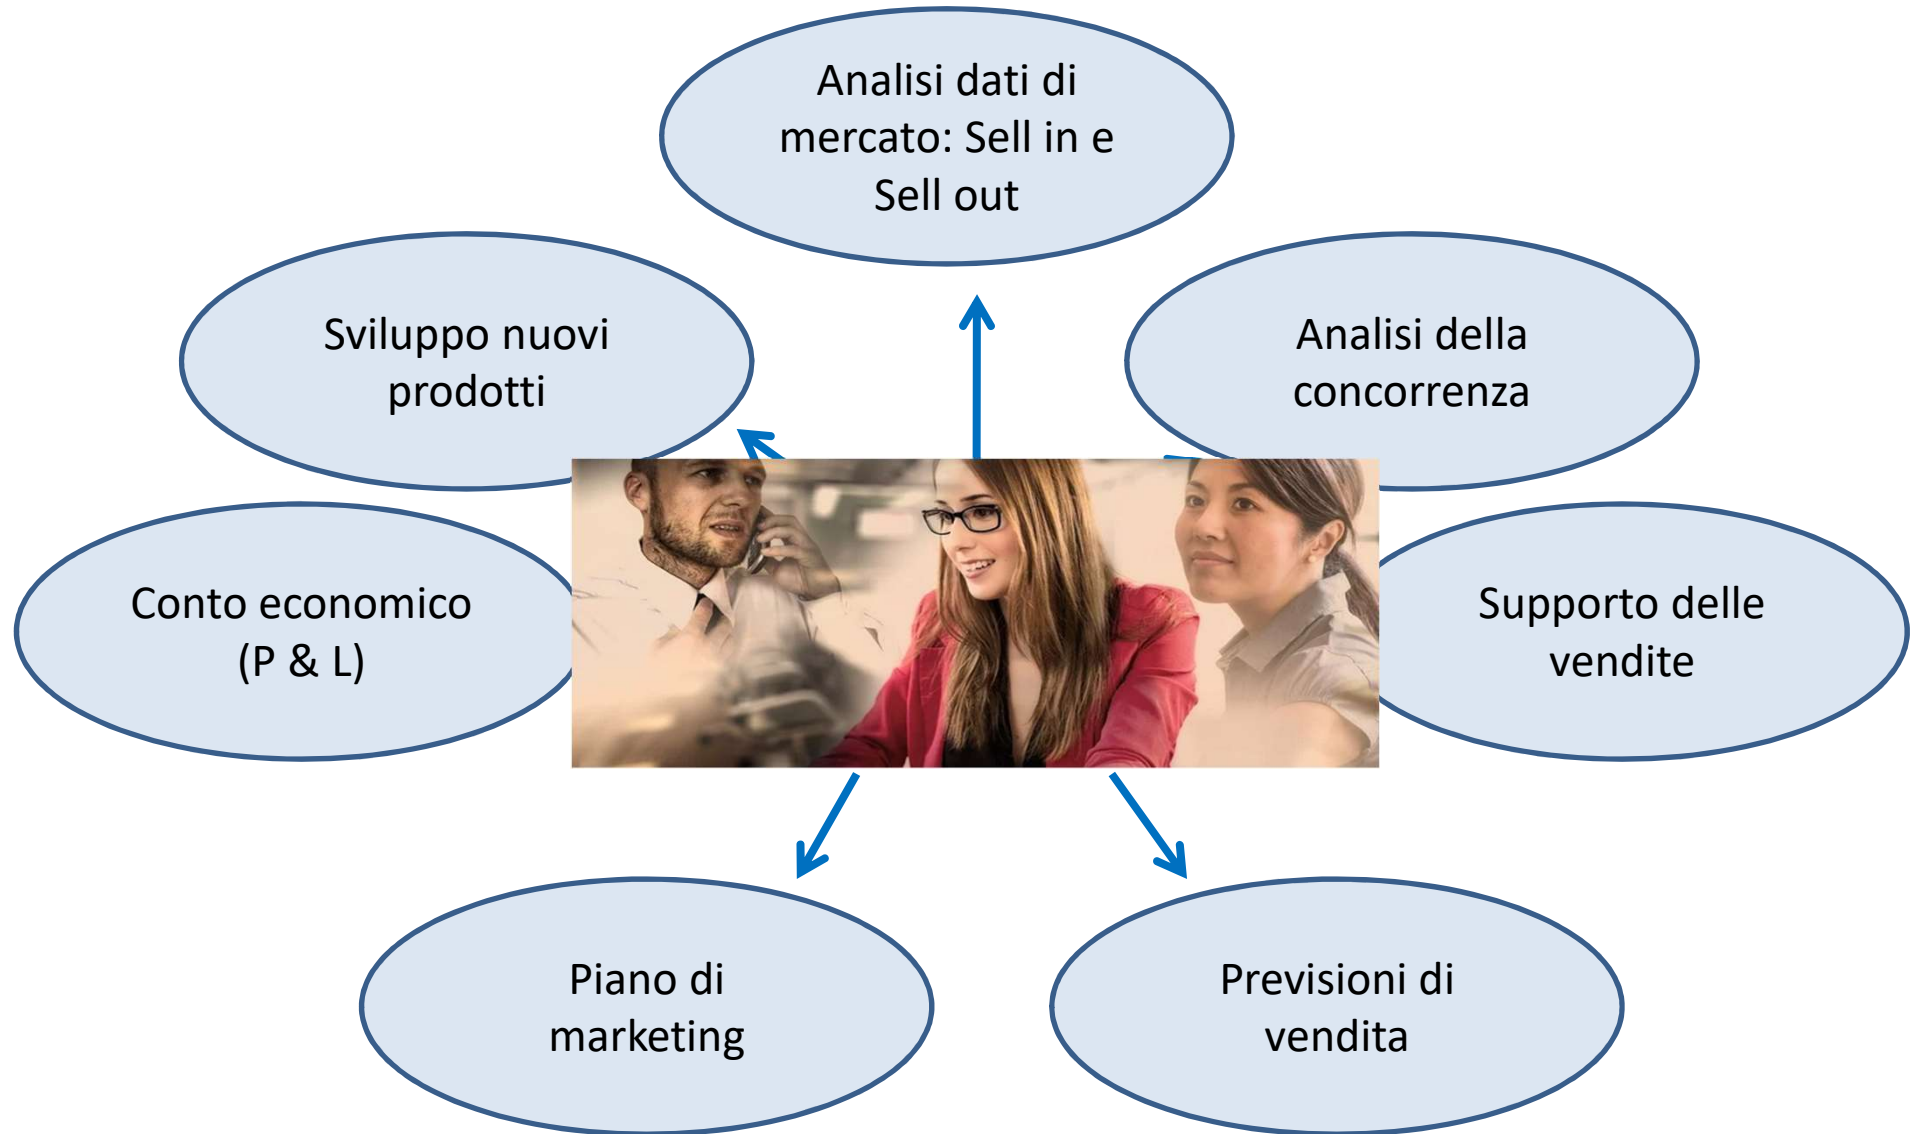 Analisi dati di
mercato: Sell in e
Sell out
Sviluppo nuovi
prodotti
Analisi della
concorrenza
Conto economico
(P & L)
Supporto delle
vendite
Piano di
marketing
Previsioni di
vendita